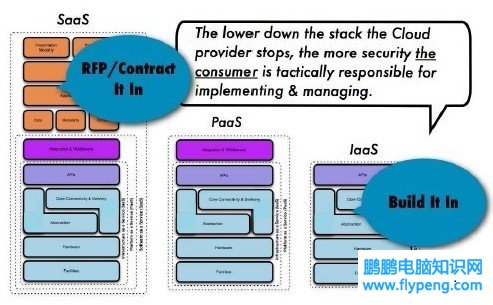 SaaS
The lower down the stack the Cloud
provider stops, the more security the
consumer is tactically responsible for
implementing & managing.
RFP/Contract
It In
Presentation
Modality
Data
Metadata
Integration & Middleware
APIs
Core Connectivity & Delivery
Abstraction
Hardware
Facilities
PaaS
Integration & Middleware
APIs
Core Connectivity & Delivery
Abstraction
Hardware
Facilities
IaaS
APIs
Build It In
Hardware
Facilities
鹏鹏电脑知识网
www.flypeng.com